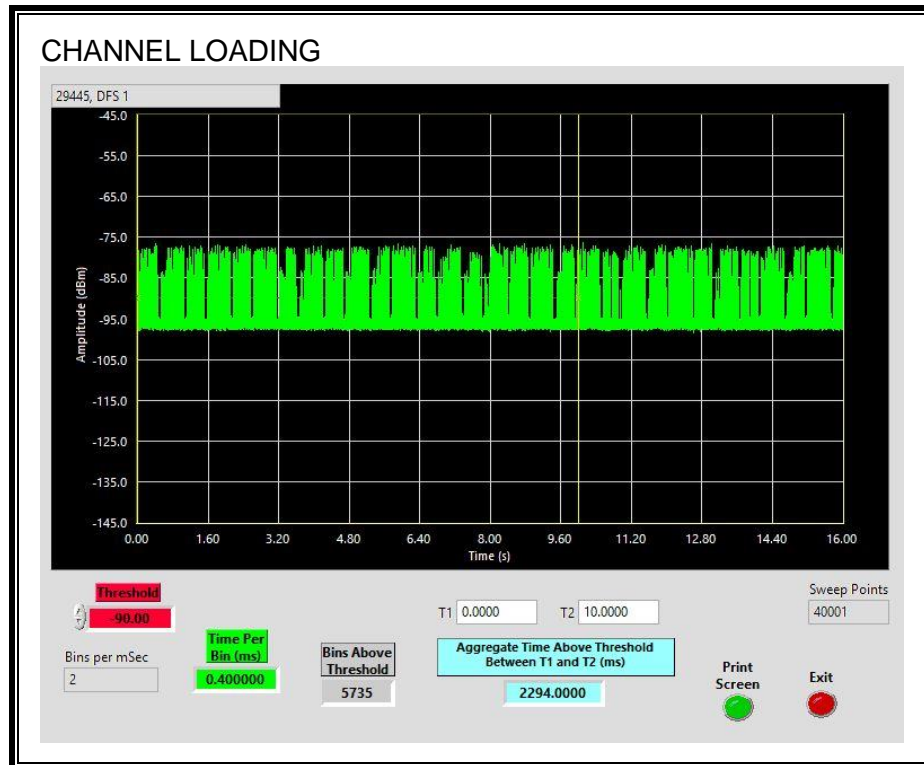 CHANNEL LOADING
29445, DFS 1
-45.0
-55.0
-65.0
-75.0
-85.0
-95.0
-105.0
-115.0
-125.0
-135.0
-145.0
Amplitude (dBm)
0.00 1.60 3.20 4.80 6.40 8.00 9.60 11.20 12.80 14.40 16.00
Time (s)
Threshold
-90.00
Bins per mSec
2
Time Per
Bin (ms)
0.400000
Bins Above
Threshold
5735
T1 0.0000 T2 10.0000
Aggregate Time Above Threshold
Between T1 and T2 (ms)
2294.0000
Sweep Points
40001
Print
Screen
Exit